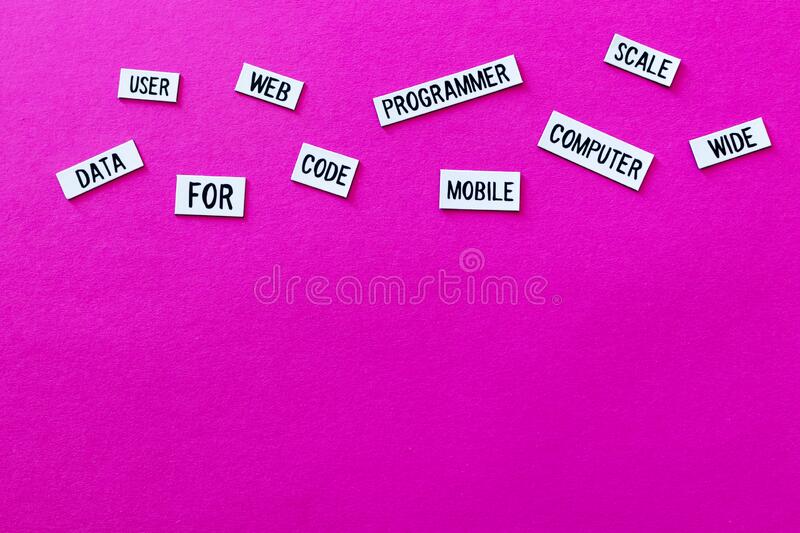 USER
WEB
PROGRAMMER
SCALE
DATA
FOR
CODE
MOBILE
COMPUTER
WIDE
dreamstime